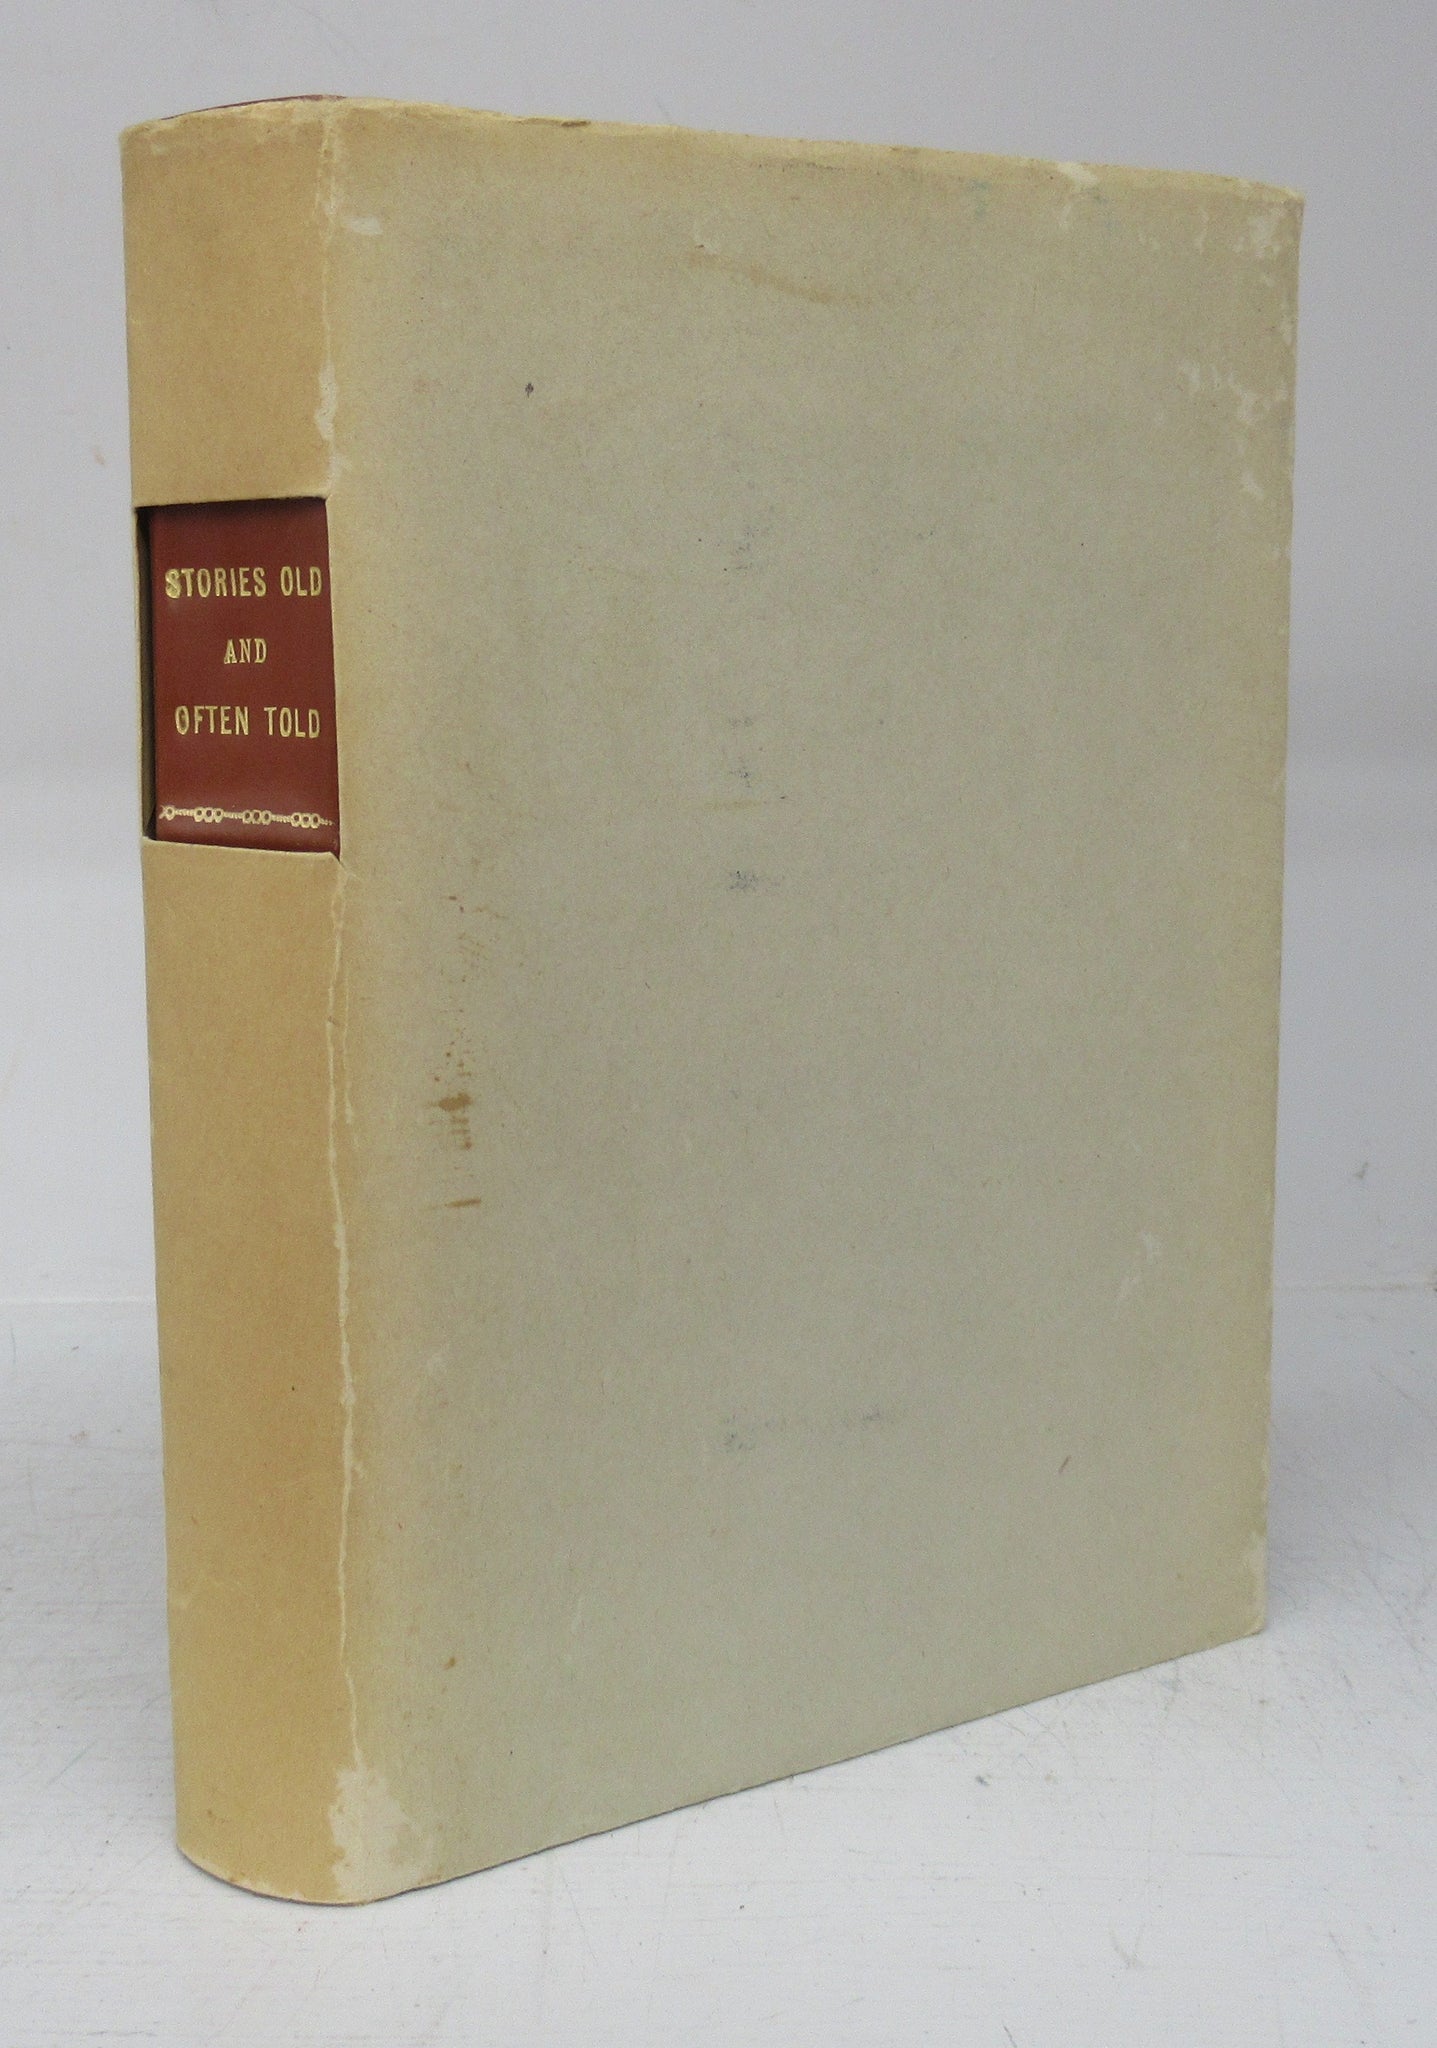 STORIES OLD
AND
OFTEN TOLD